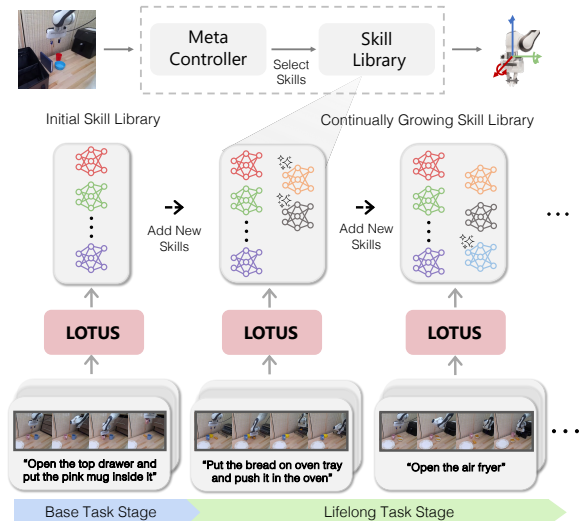 Meta
Controller
Select
Skills
Skill
Library
Initial Skill Library
Continually Growing Skill Library
Add New
Skills
Add New
Skills
LOTUS
LOTUS
LOTUS
“Open the top drawer and
put the pink mug inside it”
“Put the bread on oven tray
and push it in the oven”
“Open the air fryer”
Base Task Stage
Lifelong Task Stage